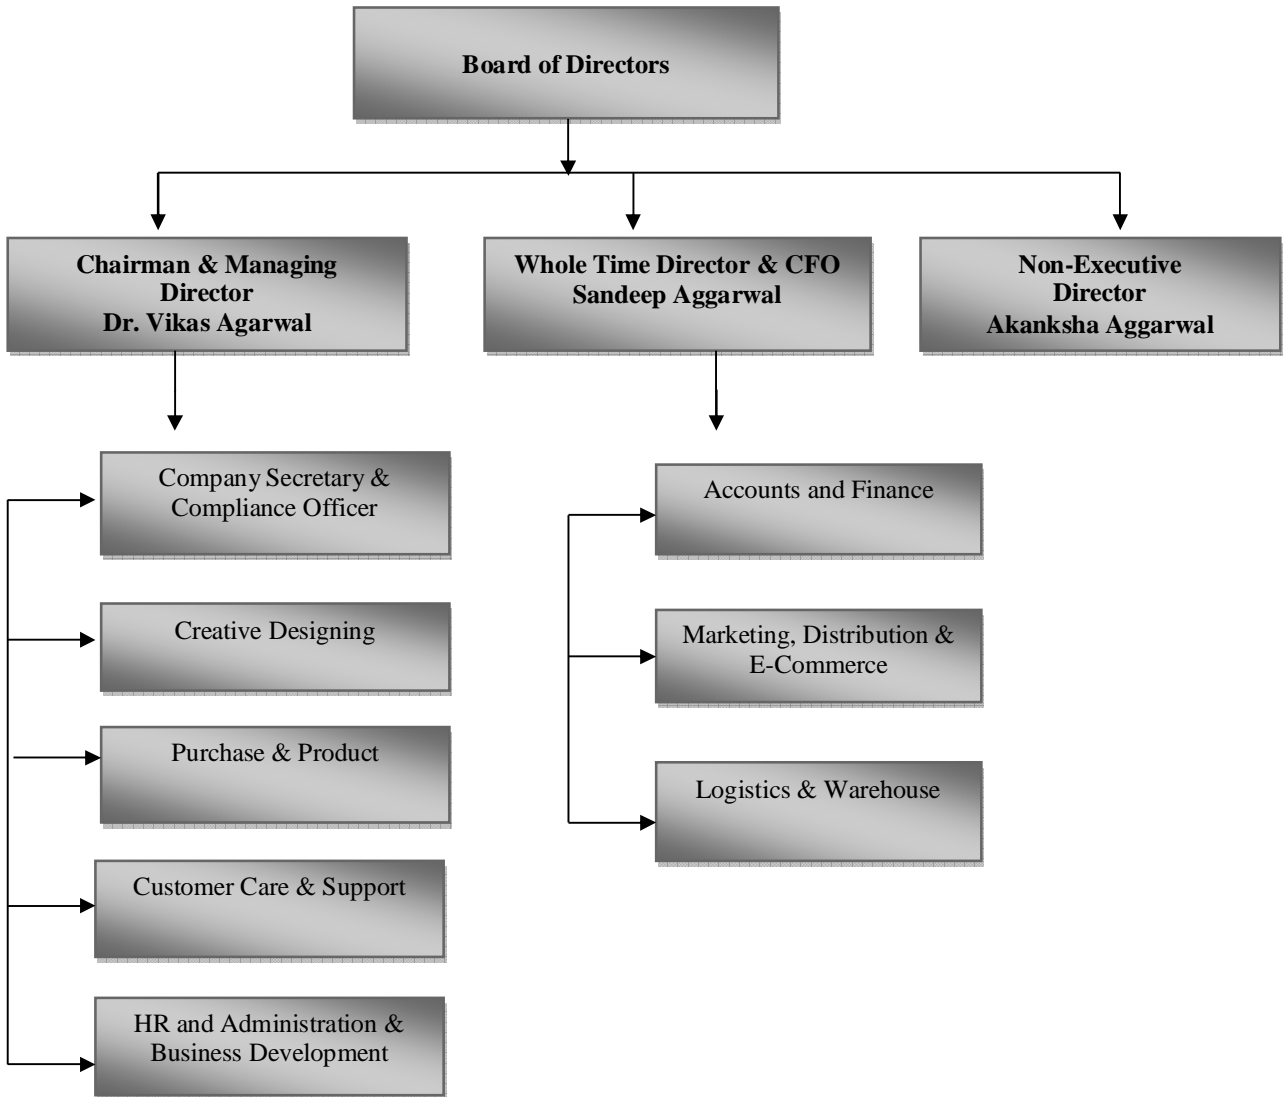 Board of Directors
Chairman & Managing
Director
Dr. Vikas Agarwal
Whole Time Director & CFO
Sandeep Aggarwal
Non-Executive
Director
Akanksha Aggarwal
Company Secretary &
Compliance Officer
Creative Designing
Purchase & Product
Customer Care & Support
HR and Administration &
Business Development
Accounts and Finance
Marketing, Distribution &
E-Commerce
Logistics & Warehouse